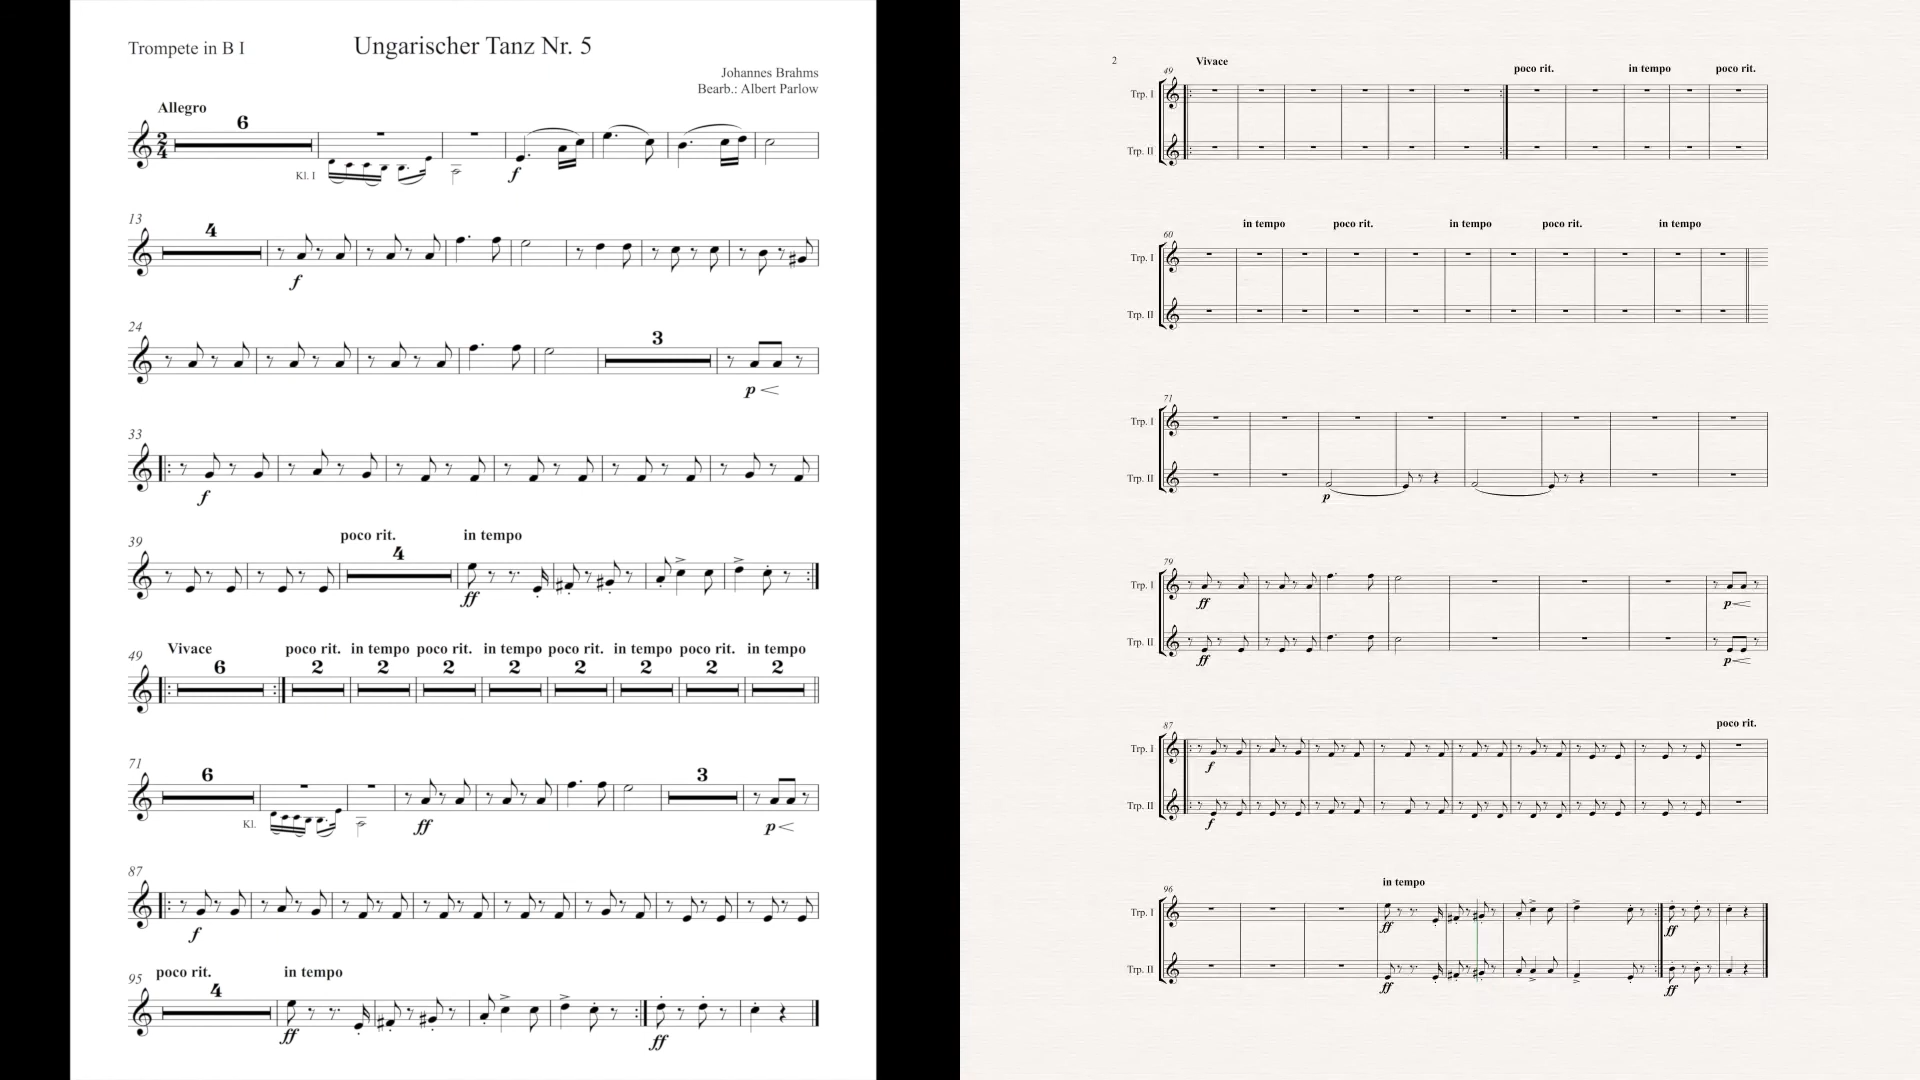 Trompete in B I
Ungarischer Tanz Nr. 5
Johannes Brahms
Bearb.: Albert Parlow
Allegro
6
2
4
Kl. I
f
13
4
f
24
3
p
33
f
39
poco rit.
4
in tempo
ff
49
Vivace
6
poco rit.
2
in tempo
2
poco rit.
2
in tempo
2
poco rit.
2
in tempo
2
poco rit.
2
in tempo
2
71
6
Kl.
ff
3
p
87
f
95
poco rit.
4
in tempo
ff
ff
2
49
Vivace
poco rit.
in tempo
poco rit.
Trp. I
Trp. II
60
in tempo
poco rit.
in tempo
poco rit.
in tempo
Trp. I
Trp. II
71
Trp. I
Trp. II
p
79
Trp. I
ff
p
Trp. II
ff
p
87
poco rit.
Trp. I
f
Trp. II
f
96
in tempo
Trp. I
ff
ff
Trp. II
ff
ff